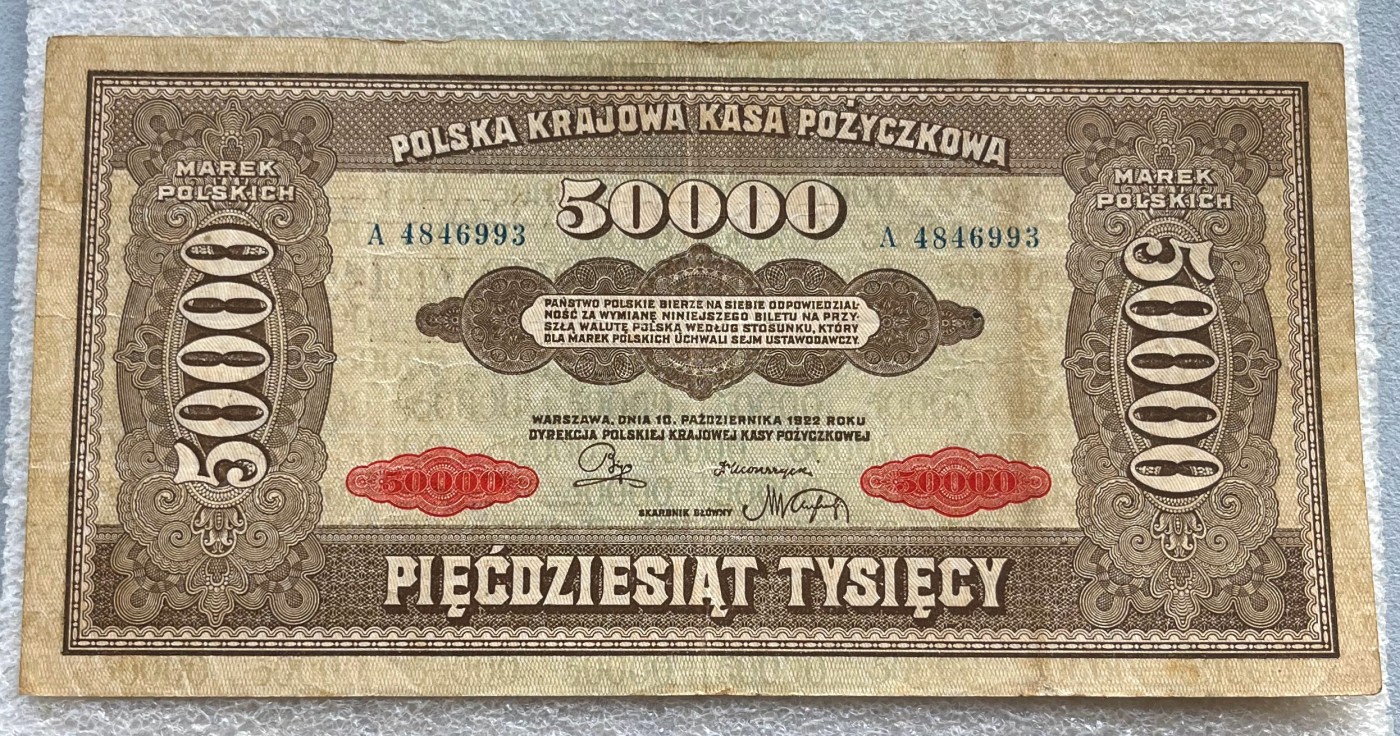 POLSKA KRAJOWA KASA POŻYCZKOWA
MAREK
POLSKICH
MAREK
POLSKICH
50000
A 4846993
A 4846993
50000
50000
PAŃSTWO POLSKIE BIERZE NA SIEBIE ODPOWIEDZIAL-
NOŚĆ ZA WYMIANĘ NINIEJSZEGO BILETU NA PRZY-
SZŁĄ WALUTĘ POLSKĄ WEDŁUG STOSUNKU, KTÓRY
DLA MAREK POLSKICH UCHWALI SEJM USTAWODAWCZY.
WARSZAWA, DNIA 10. PAŹDZIERNIKA 1922 ROKU
DYREKCJA POLSKIEJ KRAJOWEJ KASY POŻYCZKOWEJ
50000
50000
SKARBNIK GŁÓWNY
PIĘĆDZIESIĄT TYSIĘCY